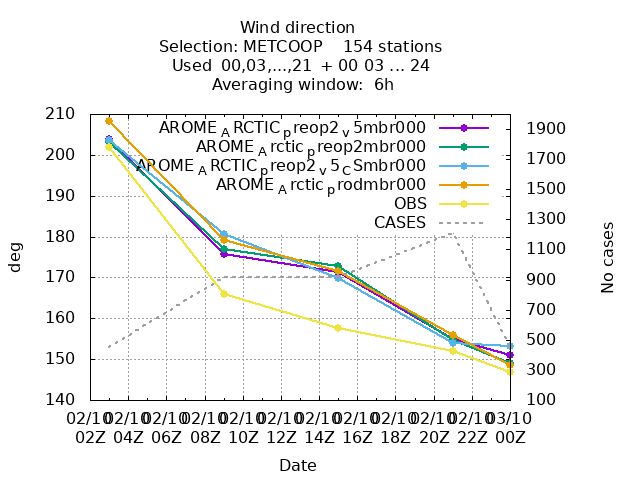 Wind direction
Selection: METCOOP 154 stations
Used 00,03,...,21 + 00 03 ... 24
Averaging window: 6h
210
200
190
180
170
160
150
140
deg
AROME_ARCTIC_preop2_v5mbr000
AROME_Arctic_preop2mbr000
AROME_ARCTIC_preop2_v5_CSmbr000
AROME_Arctic_prodmbr000
OBS
CASES
1900
1700
1500
1300
1100
900
700
500
300
100
No cases
02/10 02/10 02/10 02/10 02/10 02/10 02/10 02/10 02/10 02/10 02/10 03/10
02Z 04Z 06Z 08Z 10Z 12Z 14Z 16Z 18Z 20Z 22Z 00Z
Date